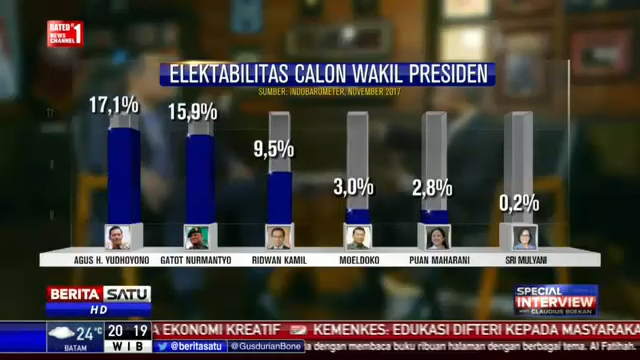 RATED #1
NEWS CHANNEL
ELEKTABILITAS CALON WAKIL PRESIDEN
SUMBER: INDOBAROMETER, NOVEMBER 2017
17,1%
15,9%
9,5%
3,0%
2,8%
0,2%
AGUS H. YUDHOYONO
GATOT NURMANTYO
RIDWAN KAMIL
MOELDOKO
PUAN MAHARANI
SRI MULYANI
BERITA SATU
HD
SPECIAL
INTERVIEW
WITH CLAUDIUS BOEKAN
24°C
BATAM
20 19
WIB
A EKONOMI KREATIF
KEMENKES: EDUKASI DIFTERI KEPADA MASYARAKA
@beritasatu
@GusdurianBone
dapat membaca buku ribuan halaman dengan berbagai tema. Al Fatihah.